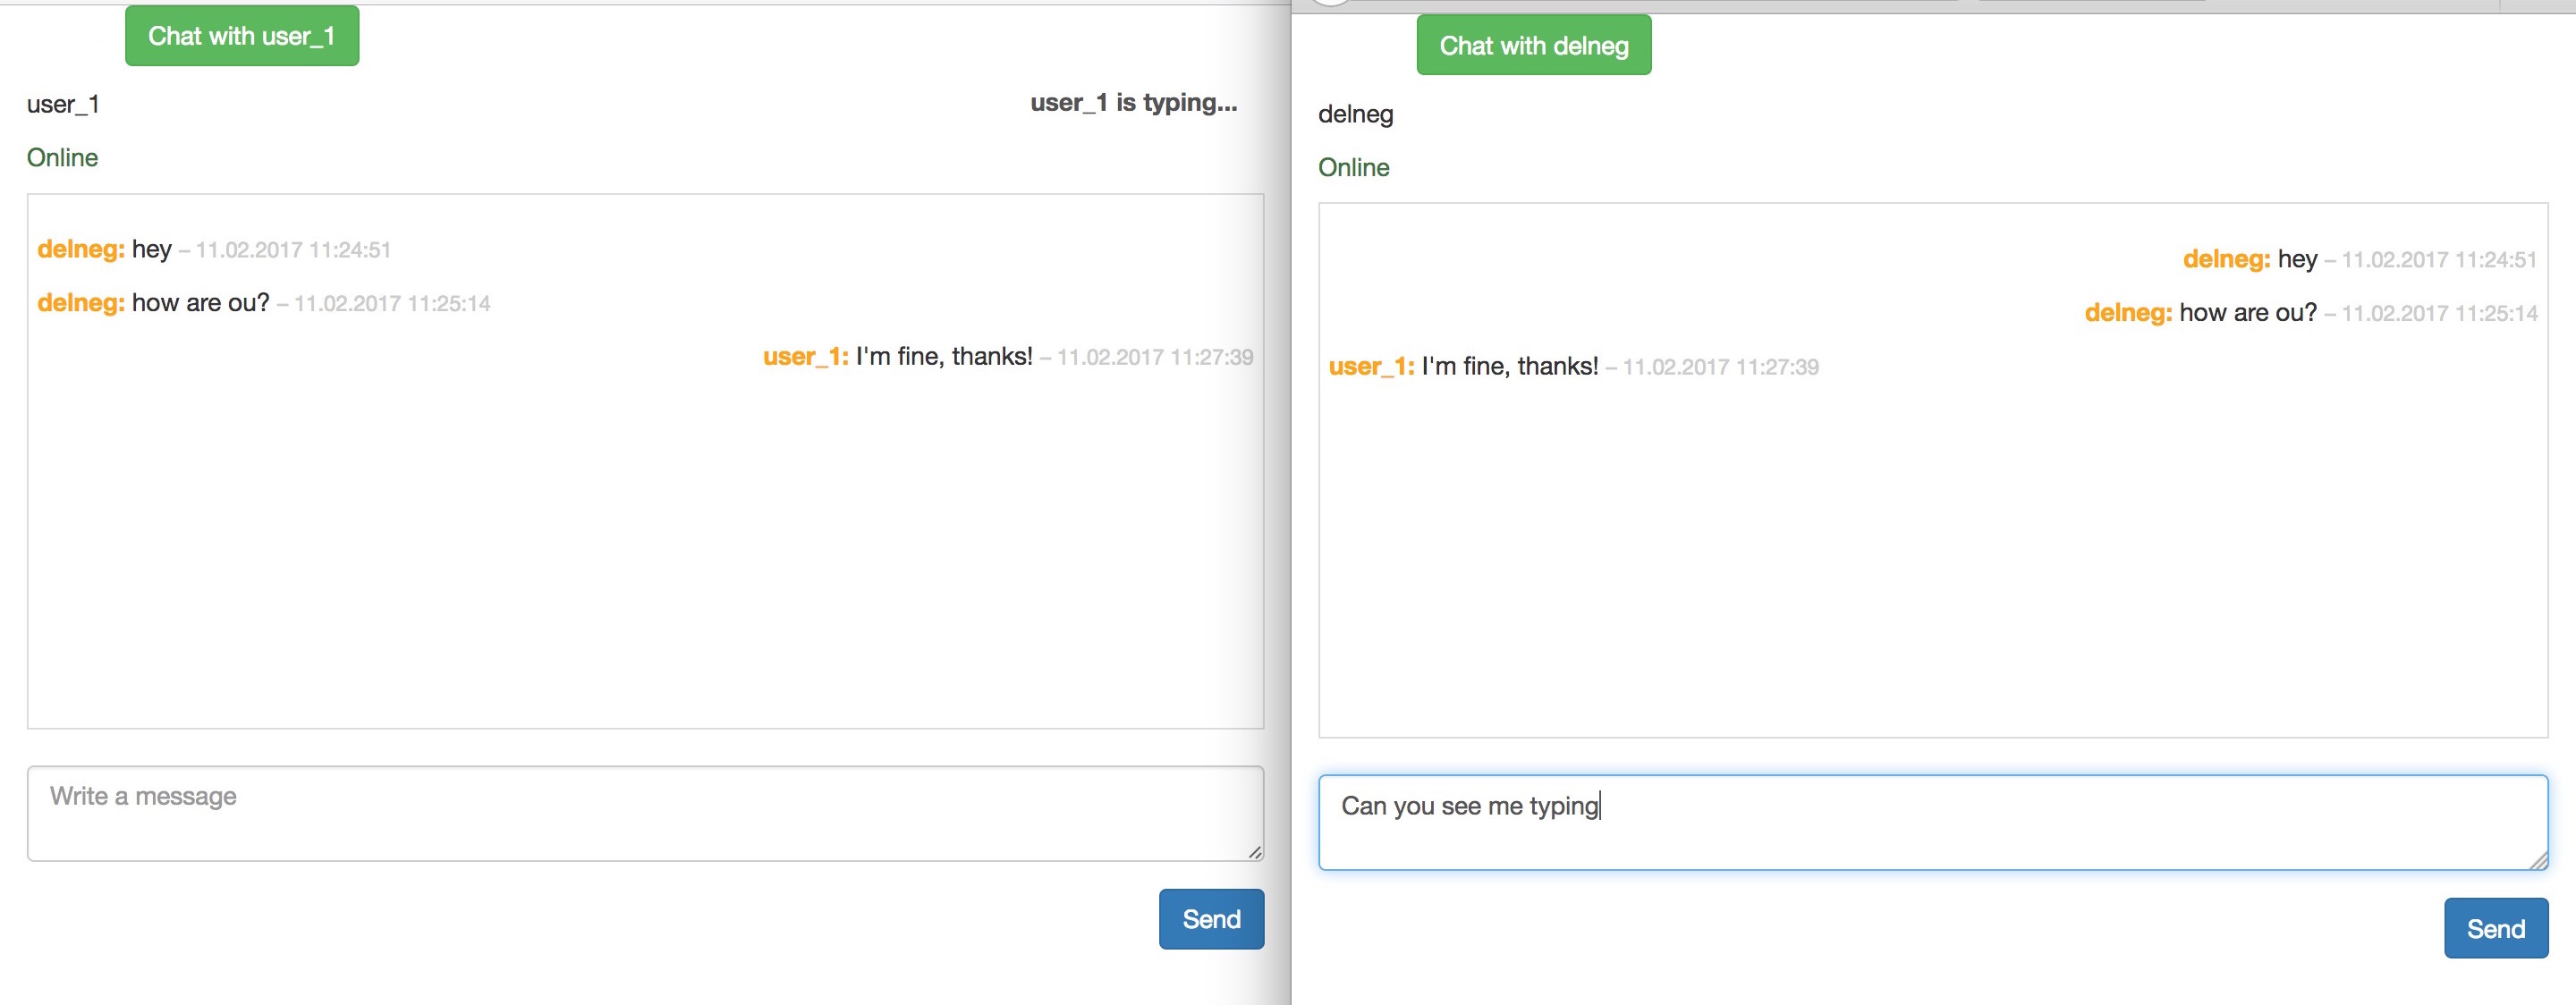 Chat with user_1
user_1
user_1 is typing...
Online
delneg: hey – 11.02.2017 11:24:51
delneg: how are ou? – 11.02.2017 11:25:14
user_1: I'm fine, thanks! – 11.02.2017 11:27:39
Write a message
Send
Chat with delneg
delneg
Online
delneg: hey – 11.02.2017 11:24:51
delneg: how are ou? – 11.02.2017 11:25:14
user_1: I'm fine, thanks! – 11.02.2017 11:27:39
Can you see me typing
Send